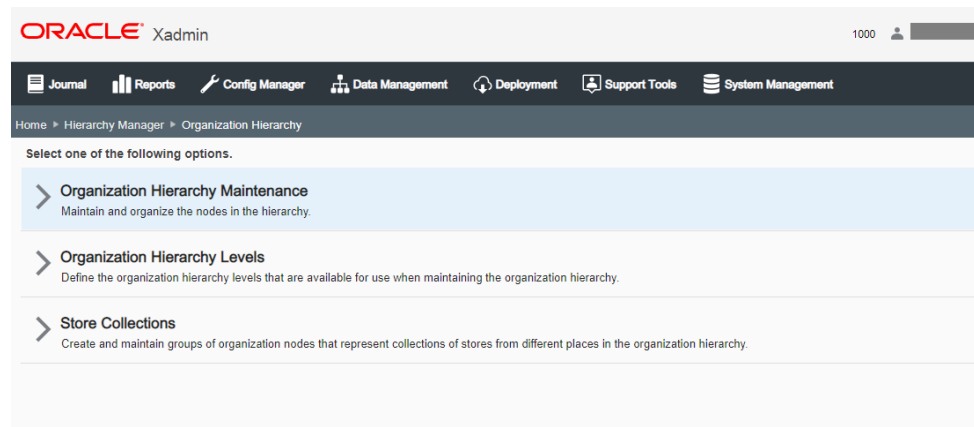 ORACLE Xadmin 1000
Journal Reports Config Manager Data Management Deployment Support Tools System Management
Home Hierarchy Manager Organization Hierarchy
Select one of the following options.
Organization Hierarchy Maintenance
Maintain and organize the nodes in the hierarchy.
Organization Hierarchy Levels
Define the organization hierarchy levels that are available for use when maintaining the organization hierarchy.
Store Collections
Create and maintain groups of organization nodes that represent collections of stores from different places in the organization hierarchy.